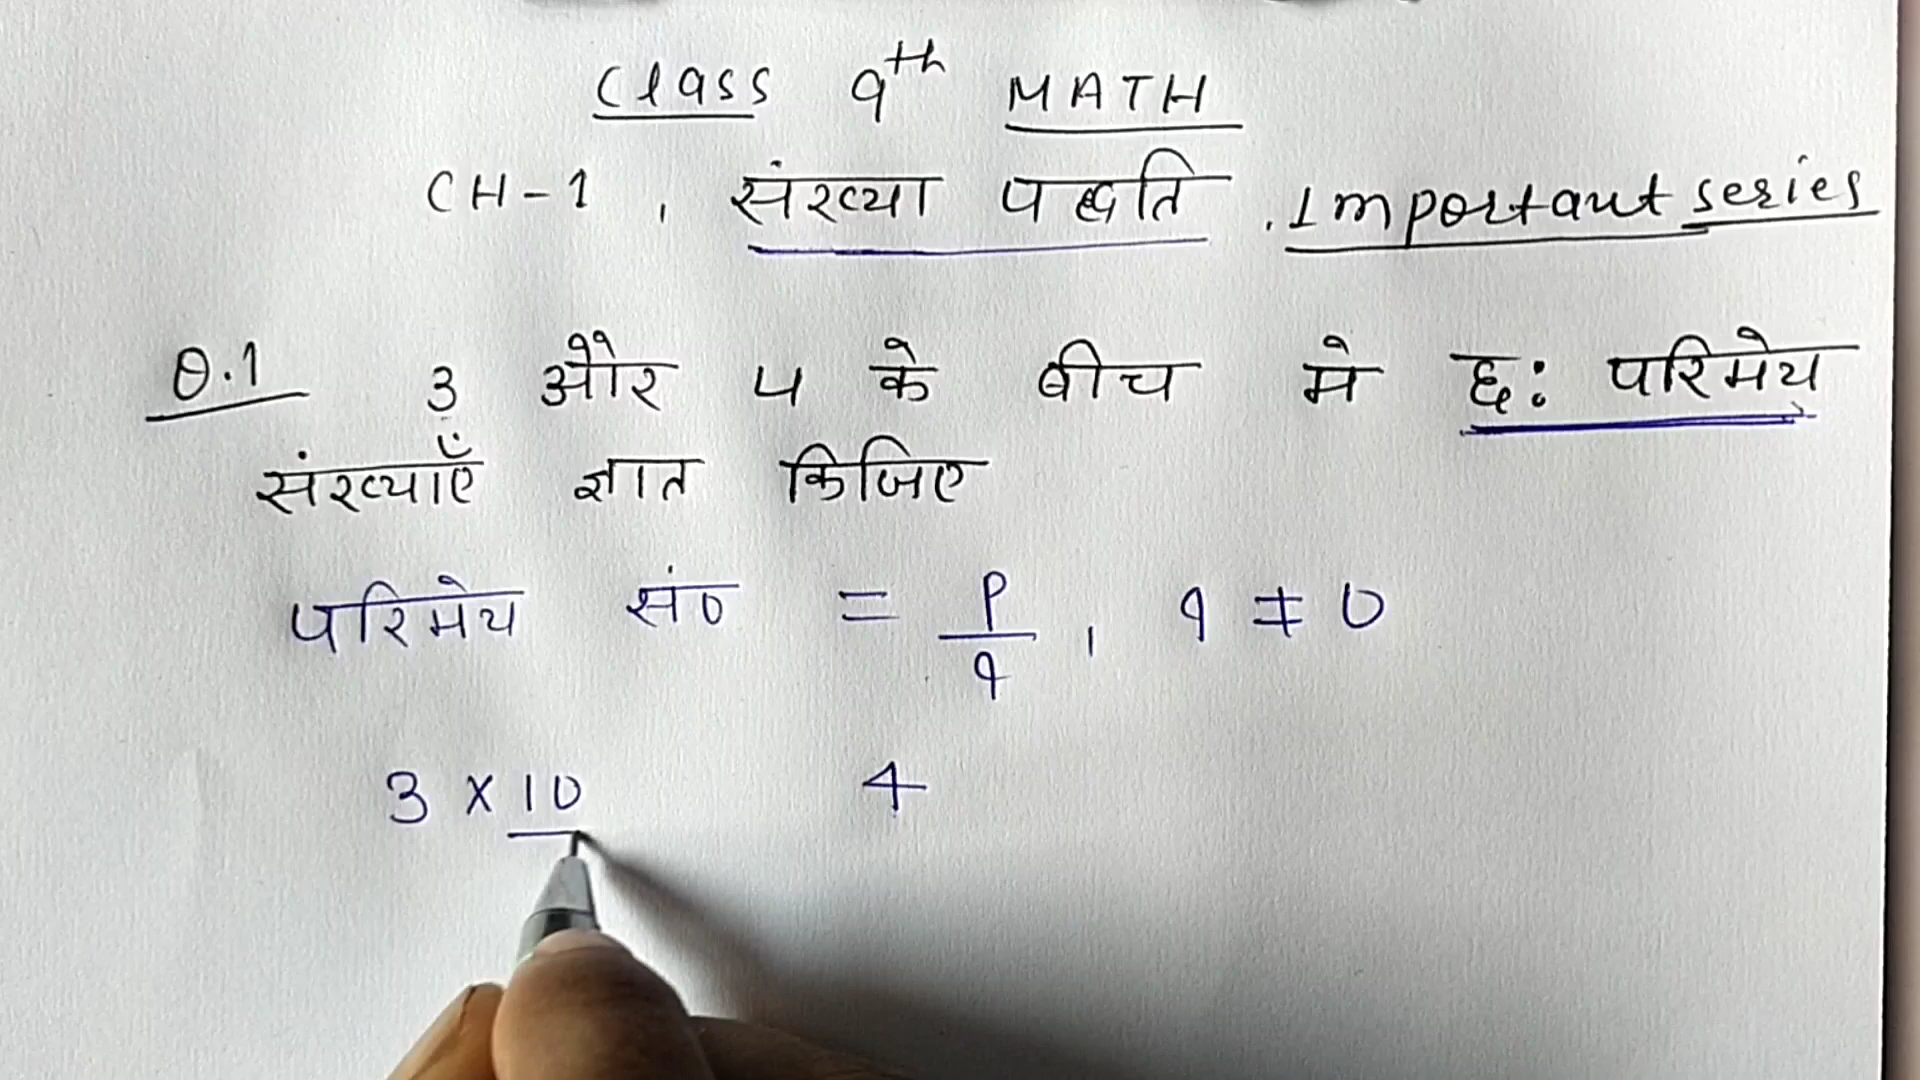 Class 9th MATH
CH-1, संख्या पद्धति. Important series
Q.1 3 और 4 के बीच मे छ: परिमेय
संख्याएँ ज्ञात किजिए
परिमेय सं० = p/q, q ≠ 0
3 × 10 4